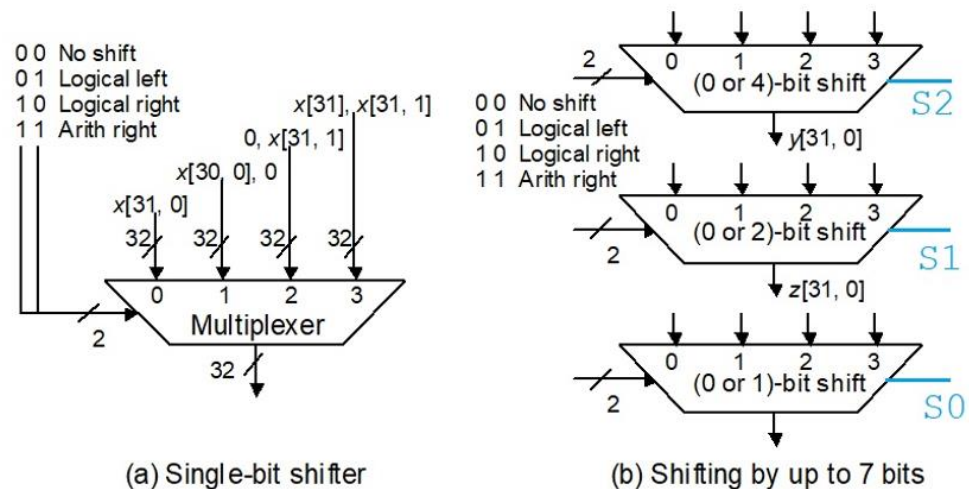 0 0 No shift
0 1 Logical left
1 0 Logical right
1 1 Arith right
x[31], x[31, 1]
0, x[31, 1]
x[30, 0], 0
x[31, 0]
32 32 32 32
0 1 2 3
Multiplexer
2
32
(a) Single-bit shifter
0 1 2 3
2
(0 or 4)-bit shift
S2
0 0 No shift
0 1 Logical left
1 0 Logical right
1 1 Arith right
y[31, 0]
0 1 2 3
(0 or 2)-bit shift
2
S1
z[31, 0]
0 1 2 3
(0 or 1)-bit shift
2
S0
(b) Shifting by up to 7 bits